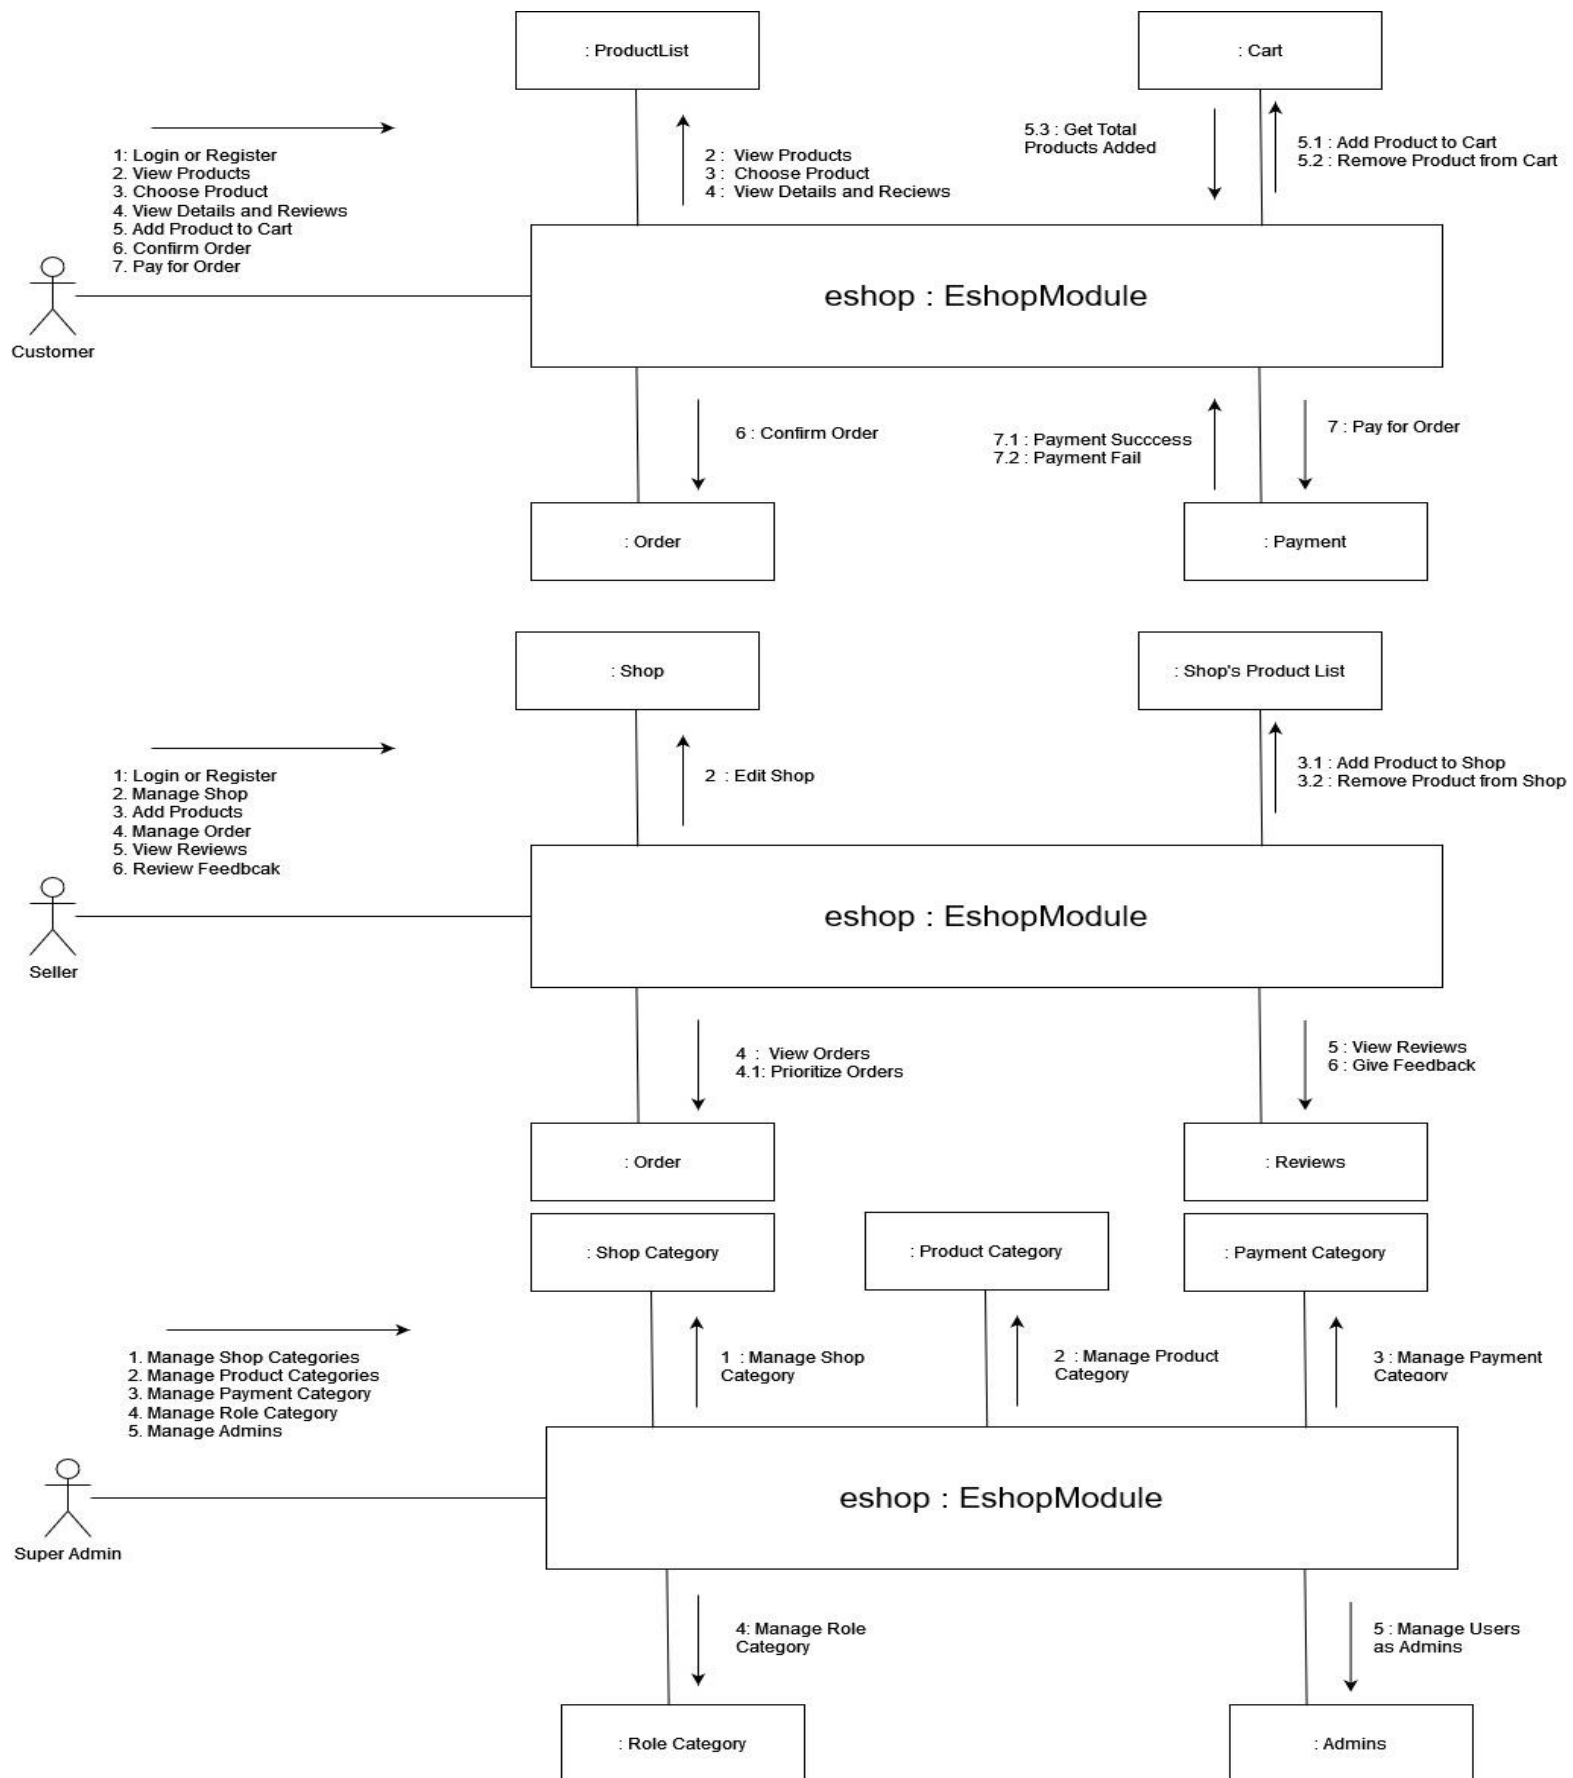 : ProductList
: Cart
1: Login or Register
2. View Products
3. Choose Product
4. View Details and Reviews
5. Add Product to Cart
6. Confirm Order
7. Pay for Order
2 : View Products
3 : Choose Product
4 : View Details and Reciews
5.3 : Get Total
Products Added
5.1 : Add Product to Cart
5.2 : Remove Product from Cart
eshop : EshopModule
Customer
6 : Confirm Order
7.1 : Payment Succcess
7.2 : Payment Fail
7 : Pay for Order
: Order
: Payment
: Shop
: Shop's Product List
1: Login or Register
2. Manage Shop
3. Add Products
4. Manage Order
5. View Reviews
6. Review Feedbcak
2 : Edit Shop
3.1 : Add Product to Shop
3.2 : Remove Product from Shop
eshop : EshopModule
Seller
4 : View Orders
4.1: Prioritize Orders
5 : View Reviews
6 : Give Feedback
: Order
: Reviews
: Shop Category
: Product Category
: Payment Category
1. Manage Shop Categories
2. Manage Product Categories
3. Manage Payment Category
4. Manage Role Category
5. Manage Admins
1 : Manage Shop
Category
2 : Manage Product
Category
3 : Manage Payment
Category
eshop : EshopModule
Super Admin
4: Manage Role
Category
5 : Manage Users
as Admins
: Role Category
: Admins